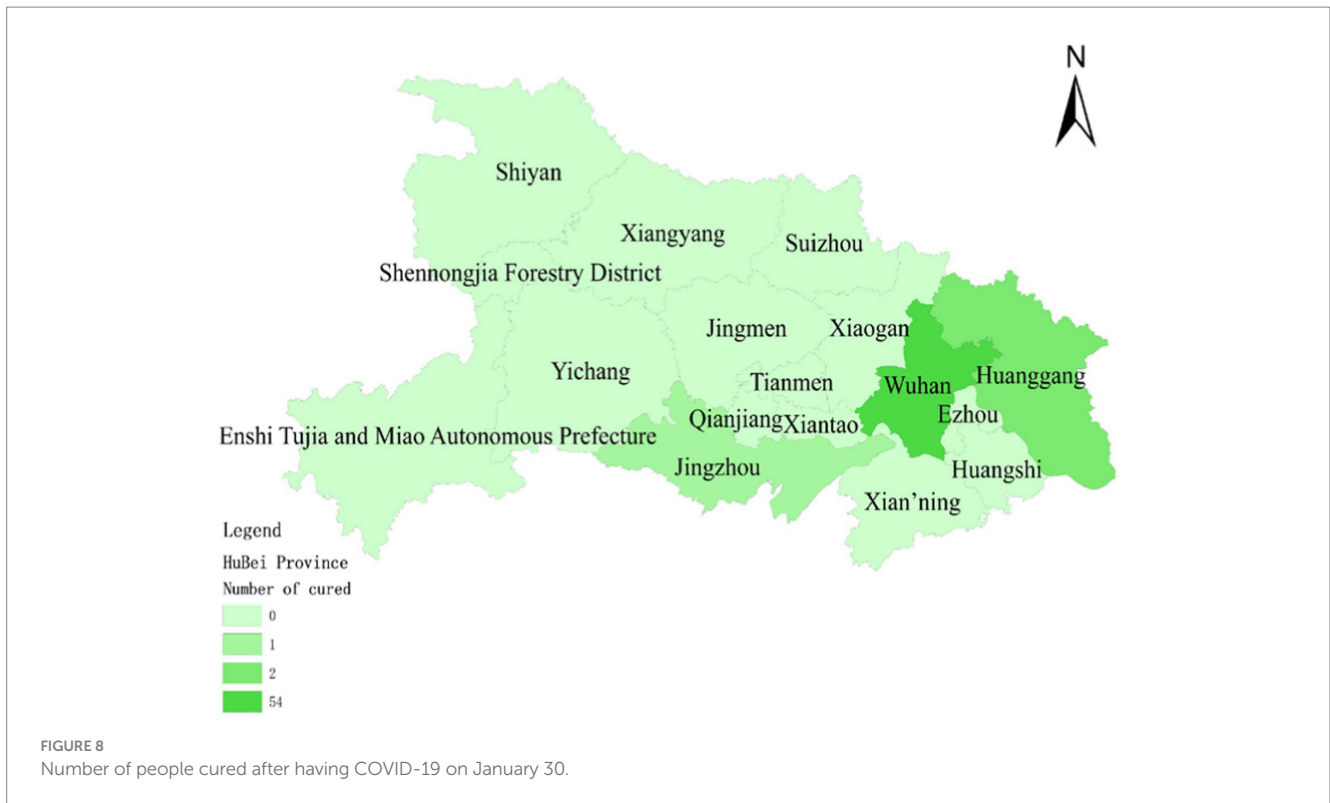 N
Shiyan
Xiangyang
Suizhou
Shennongjia Forestry District
Jingmen
Xiaogan
Yichang
Tianmen
Wuhan
Huanggang
Qianjiang
Xiantao
Ezhou
Enshi Tujia and Miao Autonomous Prefecture
Jingzhou
Huangshi
Xian’ning
Legend
HuBei Province
Number of cured
0
1
2
54
FIGURE 8
Number of people cured after having COVID-19 on January 30.